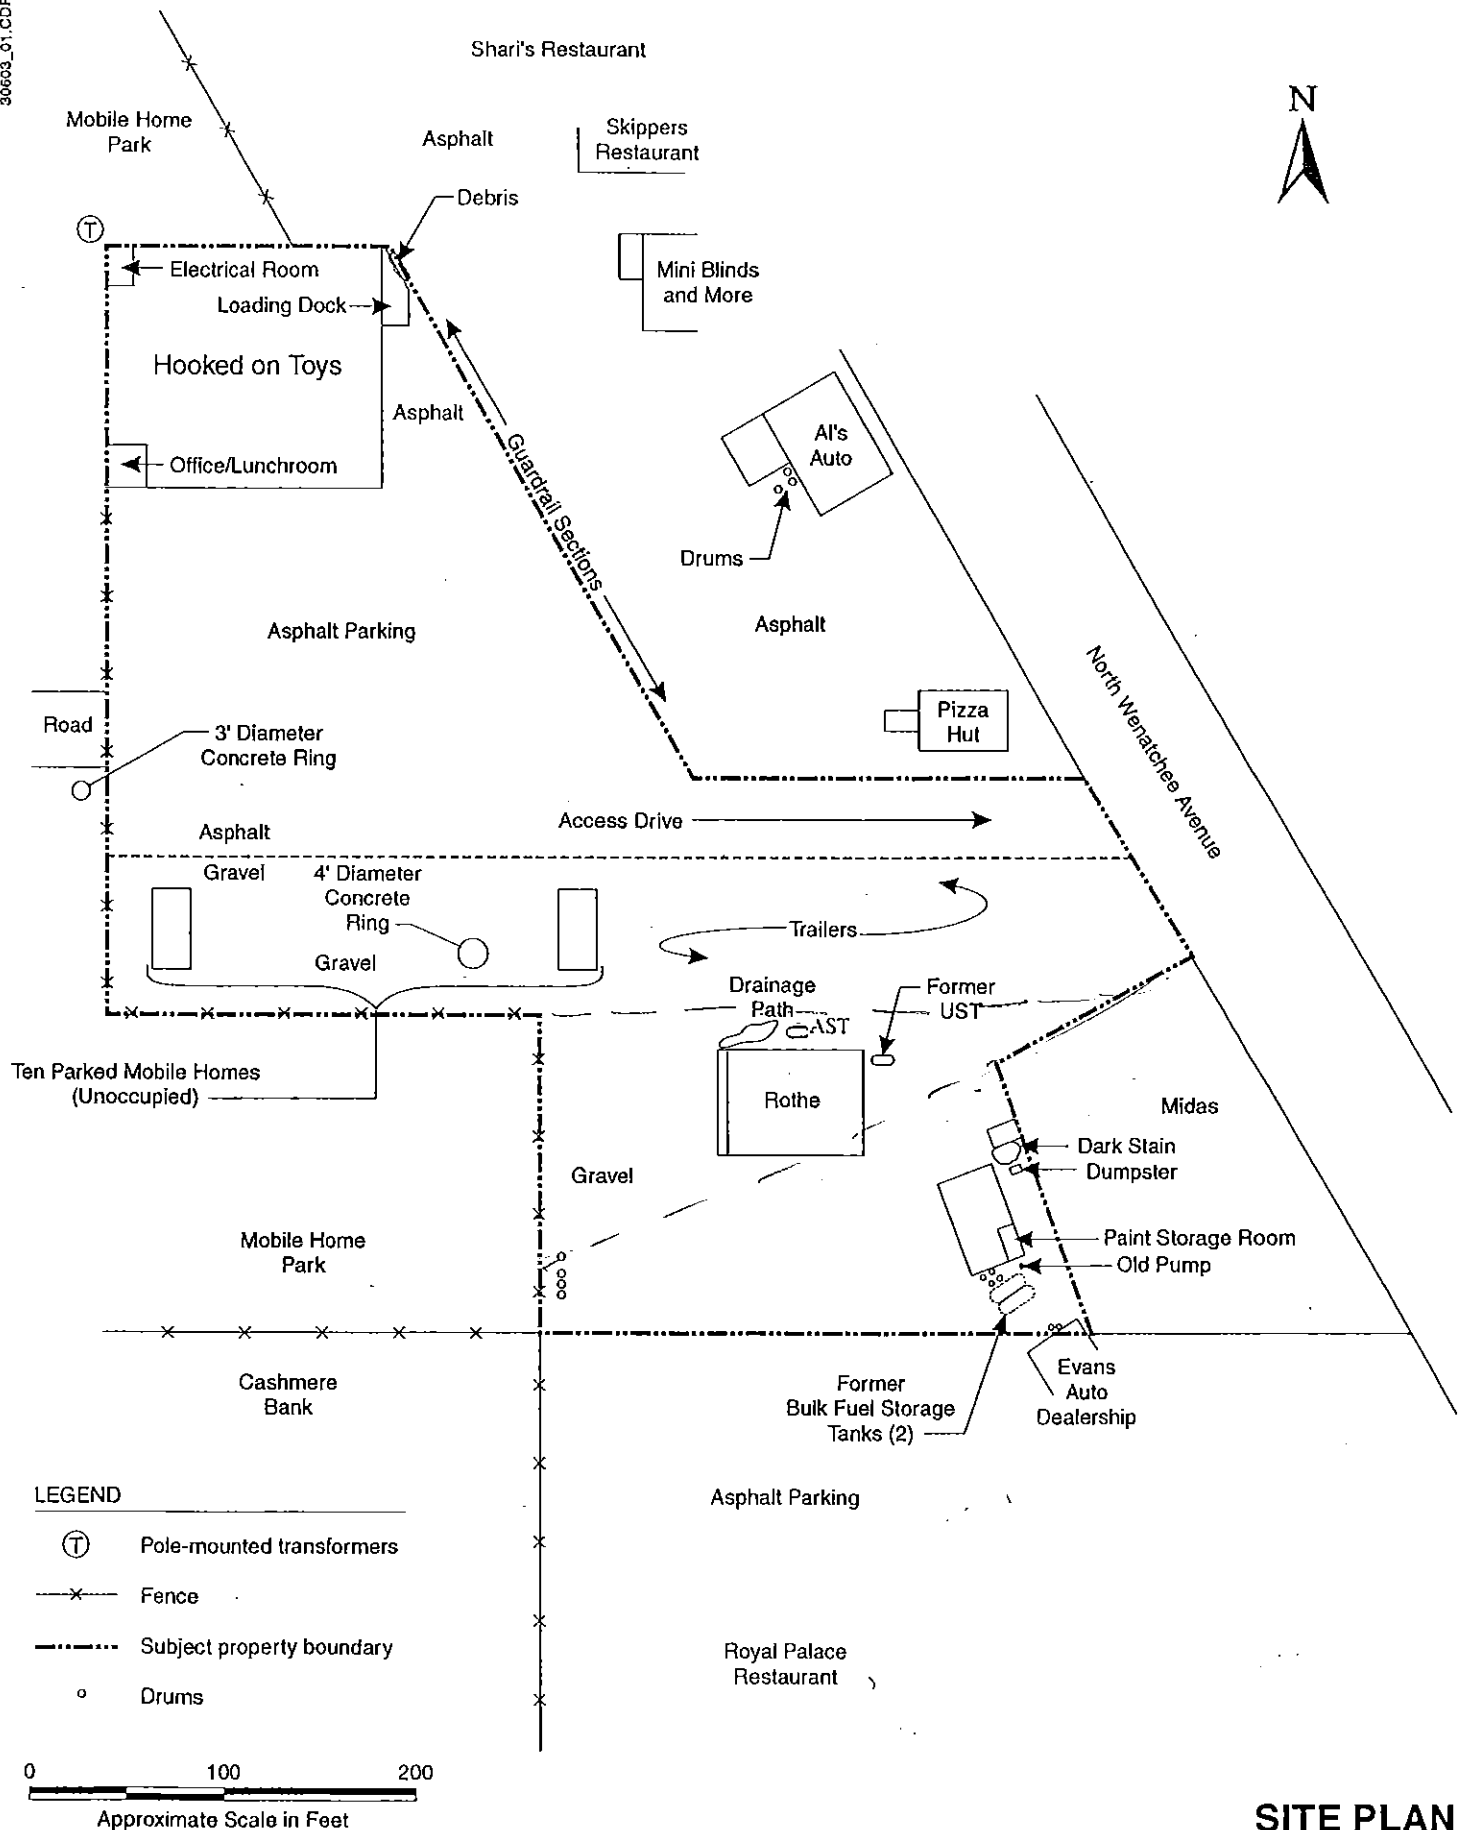 30603_01.CDR
Shari's Restaurant
N
Mobile Home
Park
Asphalt
Skippers
Restaurant
Debris
T
Electrical Room
Loading Dock
Mini Blinds
and More
Hooked on Toys
Asphalt
Al's
Auto
Office/Lunchroom
Guardrail Sections
Drums
Asphalt Parking
Asphalt
North Wenatchee Avenue
Road
3' Diameter
Concrete Ring
Pizza
Hut
Access Drive
Asphalt
Gravel
4' Diameter
Concrete
Ring
Gravel
Trailers
Drainage
Path
Former
UST
AST
Ten Parked Mobile Homes
(Unoccupied)
Rothe
Midas
Dark Stain
Dumpster
Gravel
Paint Storage Room
Old Pump
Mobile Home
Park
Cashmere
Bank
Former
Bulk Fuel Storage
Tanks (2)
Evans
Auto
Dealership
Asphalt Parking
LEGEND
T Pole-mounted transformers
Fence
Subject property boundary
Drums
Royal Palace
Restaurant
0 100 200
Approximate Scale in Feet
SITE PLAN